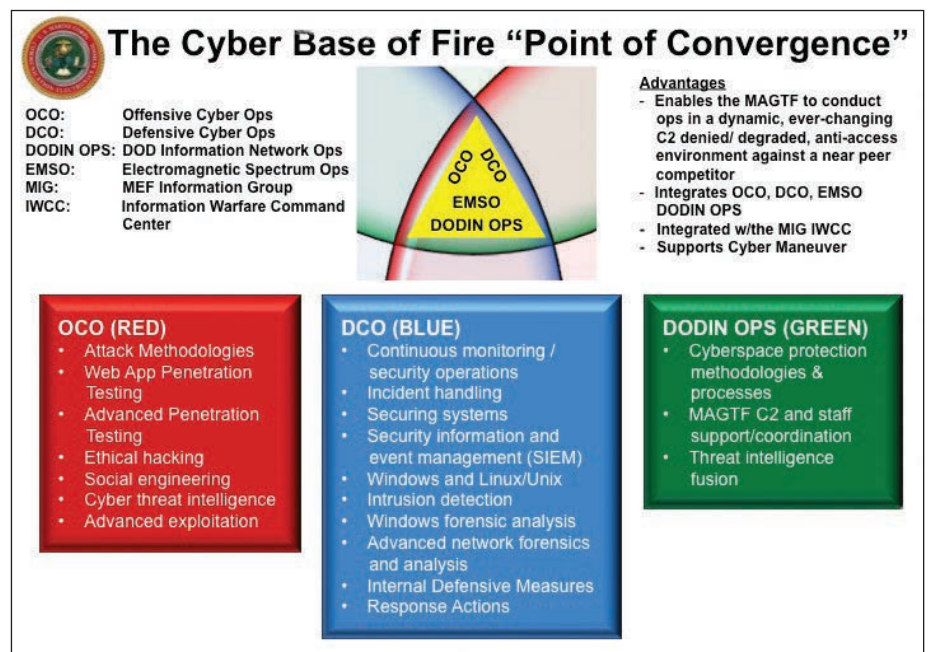 The Cyber Base of Fire “Point of Convergence”
OCO: Offensive Cyber Ops
DCO: Defensive Cyber Ops
DODIN OPS: DOD Information Network Ops
EMSO: Electromagnetic Spectrum Ops
MIG: MEF Information Group
IWCC: Information Warfare Command
Center
OCO
DCO
EMSO
DODIN OPS
Advantages
- Enables the MAGTF to conduct
ops in a dynamic, ever-changing
C2 denied/ degraded, anti-access
environment against a near peer
competitor
- Integrates OCO, DCO, EMSO
DODIN OPS
- Integrated w/the MIG IWCC
- Supports Cyber Maneuver
OCO (RED)
• Attack Methodologies
• Web App Penetration
Testing
• Advanced Penetration
Testing
• Ethical hacking
• Social engineering
• Cyber threat intelligence
• Advanced exploitation
DCO (BLUE)
• Continuous monitoring /
security operations
• Incident handling
• Securing systems
• Security information and
event management (SIEM)
• Windows and Linux/Unix
• Intrusion detection
• Windows forensic analysis
• Advanced network forensics
and analysis
• Internal Defensive Measures
• Response Actions
DODIN OPS (GREEN)
• Cyberspace protection
methodologies &
processes
• MAGTF C2 and staff
support/coordination
• Threat intelligence
fusion